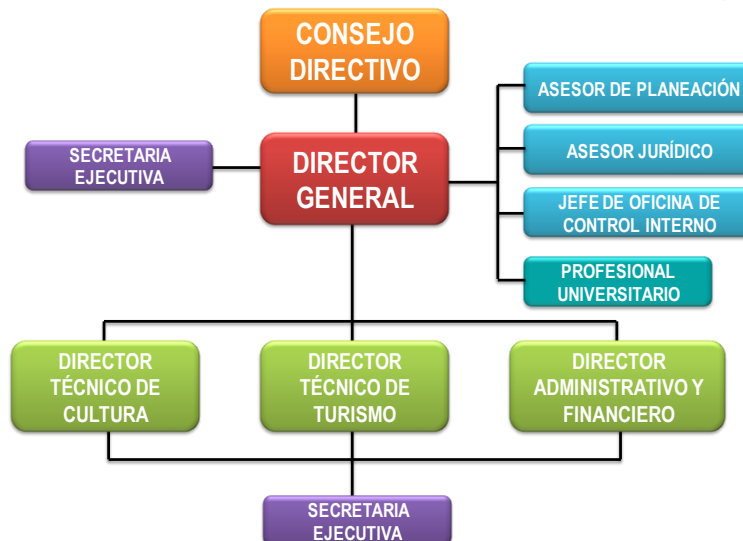 CONSEJO
DIRECTIVO
ASESOR DE PLANEACIÓN
ASESOR JURÍDICO
SECRETARIA
EJECUTIVA
DIRECTOR
GENERAL
JEFE DE OFICINA DE
CONTROL INTERNO
PROFESIONAL
UNIVERSITARIO
DIRECTOR
TÉCNICO DE
CULTURA
DIRECTOR
TÉCNICO DE
TURISMO
DIRECTOR
ADMINISTRATIVO Y
FINANCIERO
SECRETARIA
EJECUTIVA